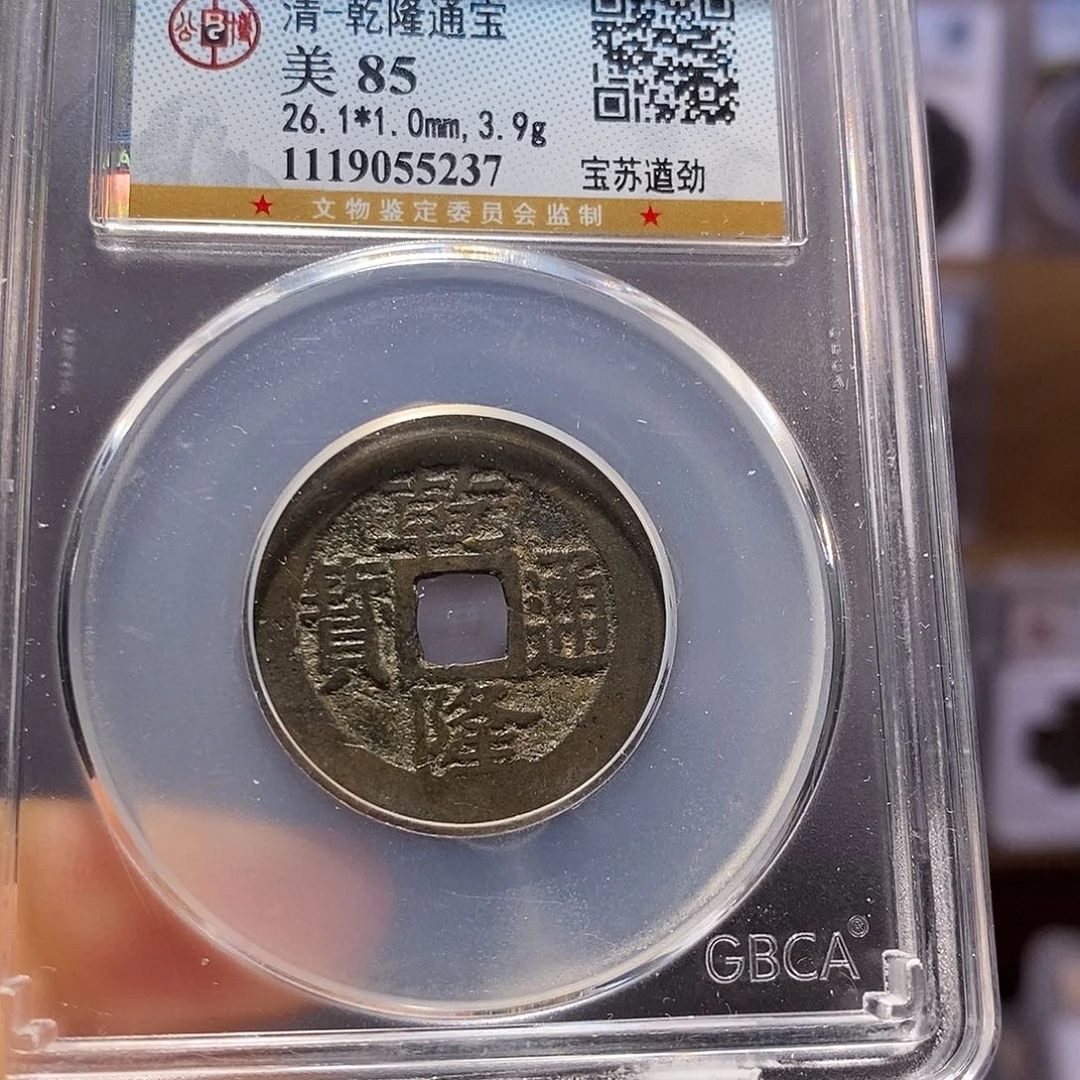 清-乾隆通宝
美 85
26.1*1.0mm,3.9g
1119055237
宝苏遒劲
★ 文物鉴定委员会监制 ★
乾隆通寶
GBCA®